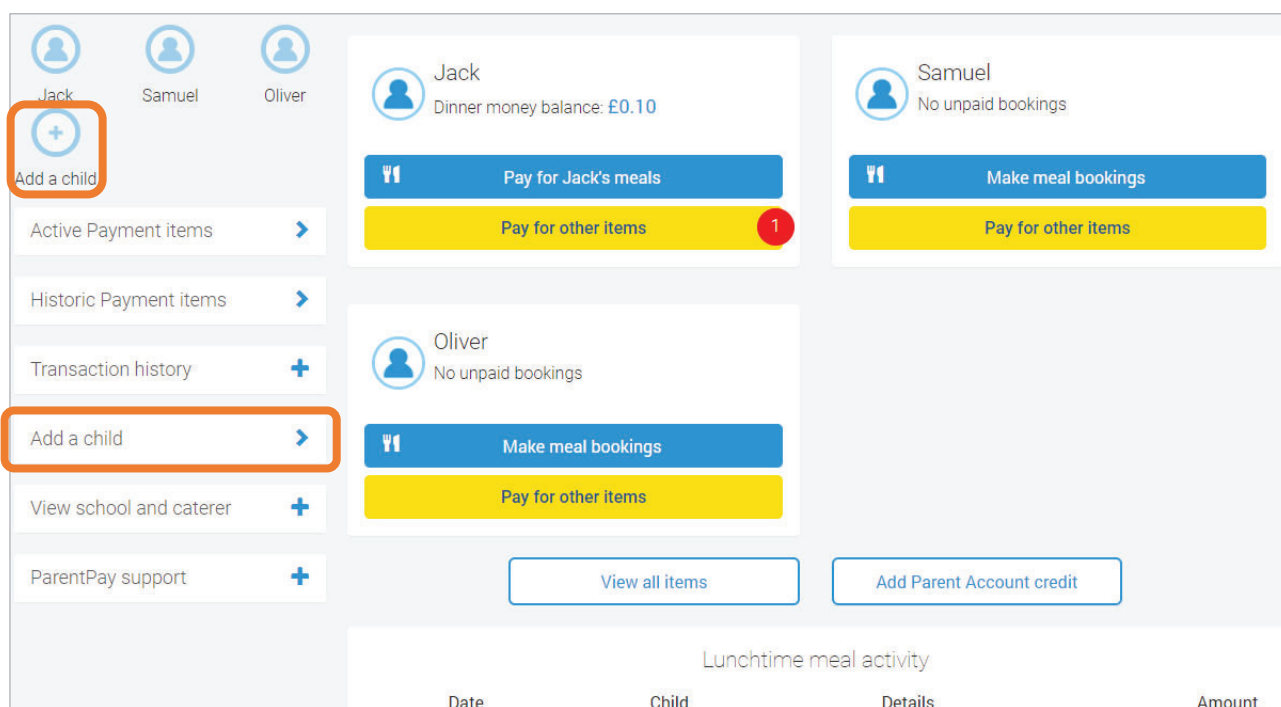 Jack Samuel Oliver
Add a child
Active Payment items
Historic Payment items
Transaction history
Add a child
View school and caterer
ParentPay support
Jack
Dinner money balance: £0.10
Pay for Jack's meals
Pay for other items 1
Samuel
No unpaid bookings
Make meal bookings
Pay for other items
Oliver
No unpaid bookings
Make meal bookings
Pay for other items
View all items
Add Parent Account credit
Lunchtime meal activity
Date Child Details Amount